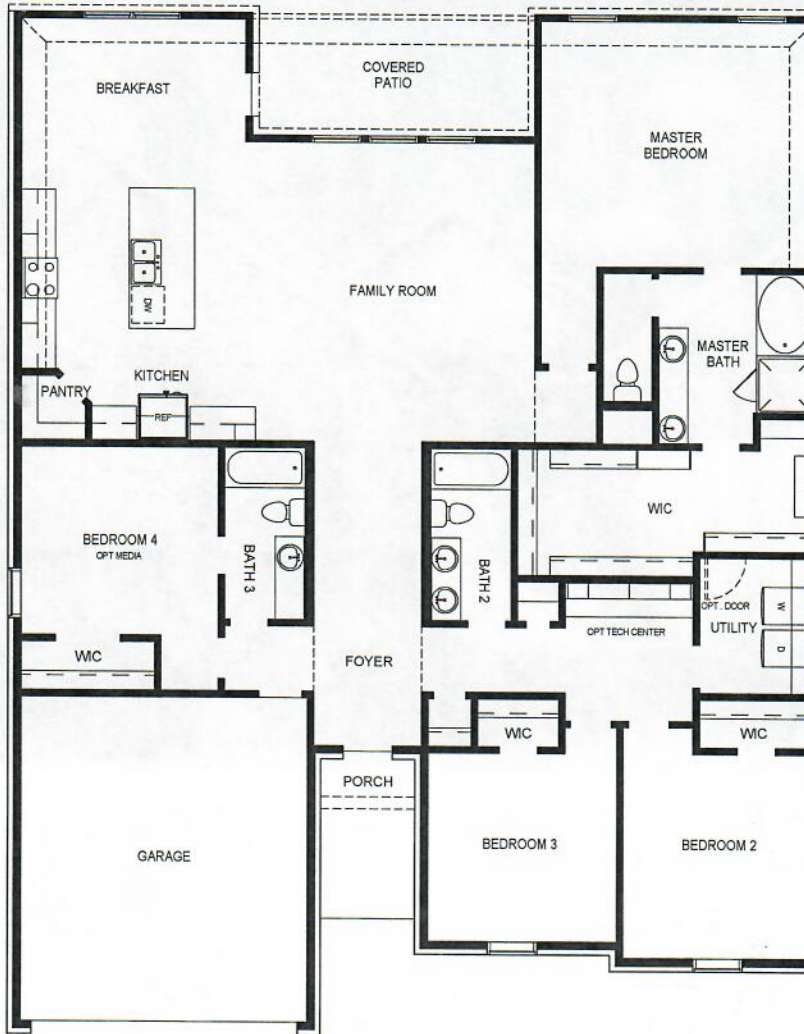 COVERED
PATIO
BREAKFAST
MASTER
BEDROOM
FAMILY ROOM
DW
MASTER
BATH
PANTRY
KITCHEN
REF
WIC
BEDROOM 4
OPT MEDIA
BATH 3
BATH 2
OPT. DOOR
W
UTILITY
OPT TECH CENTER
D
WIC
FOYER
WIC
WIC
PORCH
GARAGE
BEDROOM 3
BEDROOM 2